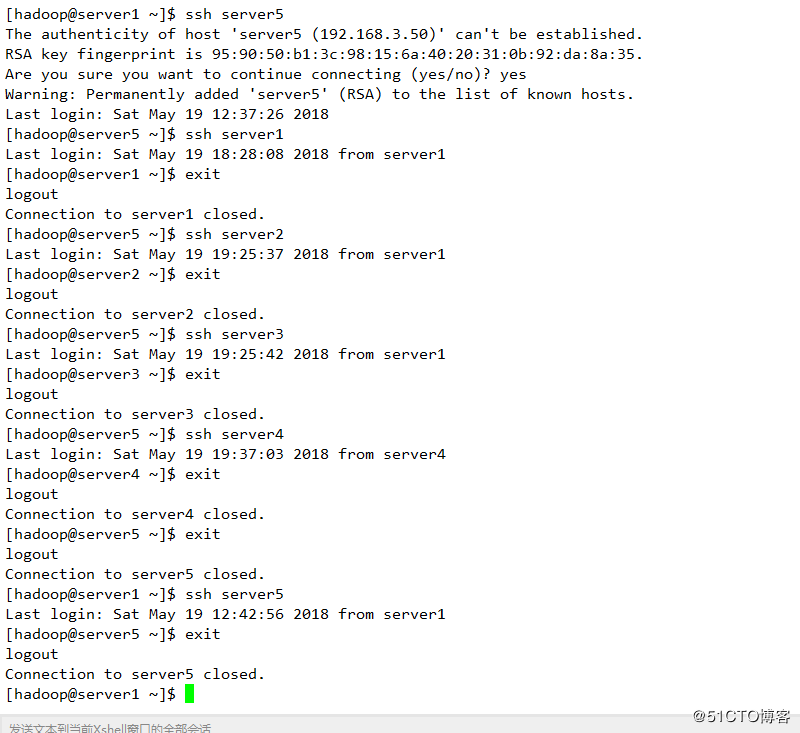 [hadoop@server1 ~]$ ssh server5
The authenticity of host 'server5 (192.168.3.50)' can't be established.
RSA key fingerprint is 95:90:50:b1:3c:98:15:6a:40:20:31:0b:92:da:8a:35.
Are you sure you want to continue connecting (yes/no)? yes
Warning: Permanently added 'server5' (RSA) to the list of known hosts.
Last login: Sat May 19 12:37:26 2018
[hadoop@server5 ~]$ ssh server1
Last login: Sat May 19 18:28:08 2018 from server1
[hadoop@server1 ~]$ exit
logout
Connection to server1 closed.
[hadoop@server5 ~]$ ssh server2
Last login: Sat May 19 19:25:37 2018 from server1
[hadoop@server2 ~]$ exit
logout
Connection to server2 closed.
[hadoop@server5 ~]$ ssh server3
Last login: Sat May 19 19:25:42 2018 from server1
[hadoop@server3 ~]$ exit
logout
Connection to server3 closed.
[hadoop@server5 ~]$ ssh server4
Last login: Sat May 19 19:37:03 2018 from server4
[hadoop@server4 ~]$ exit
logout
Connection to server4 closed.
[hadoop@server5 ~]$ exit
logout
Connection to server5 closed.
[hadoop@server1 ~]$ ssh server5
Last login: Sat May 19 12:42:56 2018 from server1
[hadoop@server5 ~]$ exit
logout
Connection to server5 closed.
[hadoop@server1 ~]$
@51CTO博客
发送文本到当前Xshell窗口的全部会话